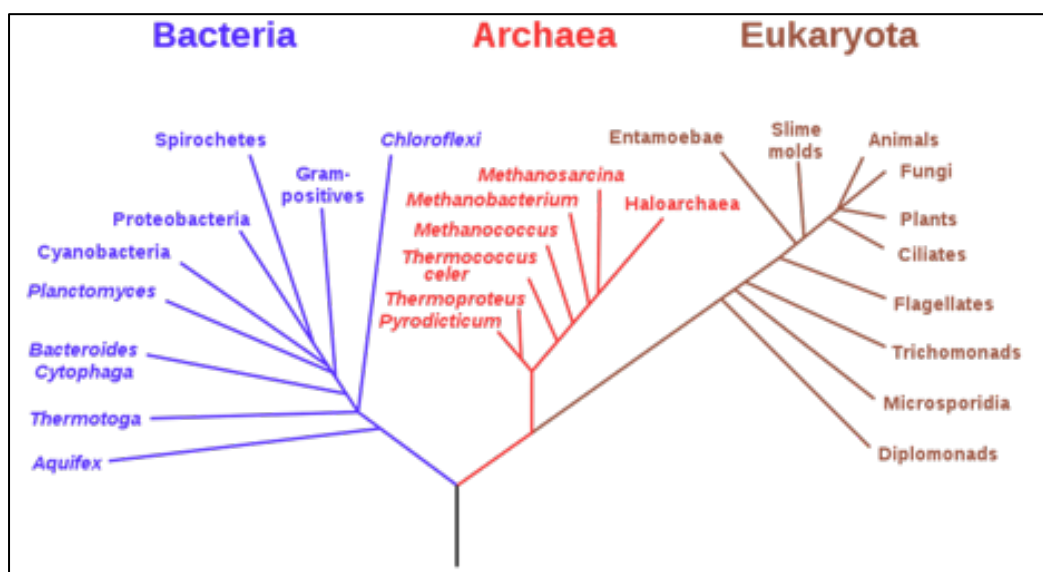 Bacteria
Archaea
Eukaryota
Spirochetes
Chloroflexi
Gram-
positives
Proteobacteria
Cyanobacteria
Planctomyces
Bacteroides
Cytophaga
Thermotoga
Aquifex
Methanosarcina
Methanobacterium
Haloarchaea
Methanococcus
Thermococcus
celer
Thermoproteus
Pyrodicticum
Entamoebae
Slime
molds
Animals
Fungi
Plants
Ciliates
Flagellates
Trichomonads
Microsporidia
Diplomonads